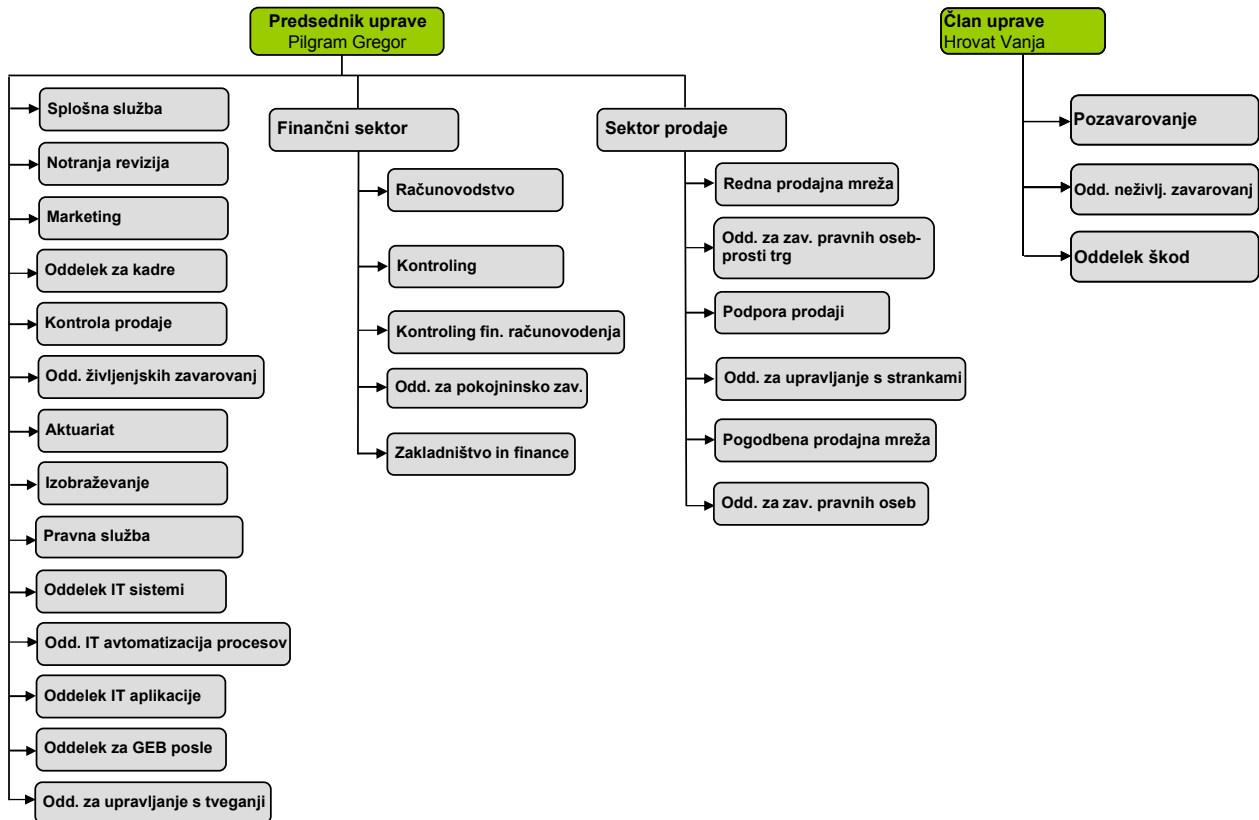 Predsednik uprave
Pilgram Gregor
Član uprave
Hrovat Vanja
Splošna služba
Notranja revizija
Marketing
Oddelek za kadre
Kontrola prodaje
Odd. življenjskih zavarovanj
Aktuariat
Izobraževanje
Pravna služba
Oddelek IT sistemi
Odd. IT avtomatizacija procesov
Oddelek IT aplikacije
Oddelek za GEB posle
Odd. za upravljanje s tveganji
Finančni sektor
Računovodstvo
Kontroling
Kontroling fin. računovodenja
Odd. za pokojninsko zav.
Zakladništvo in finance
Sektor prodaje
Redna prodajna mreža
Odd. za zav. pravnih oseb-
prosti trg
Podpora prodaji
Odd. za upravljanje s strankami
Pogodbena prodajna mreža
Odd. za zav. pravnih oseb
Pozavarovanje
Odd. neživlj. zavarovanj
Oddelek škod